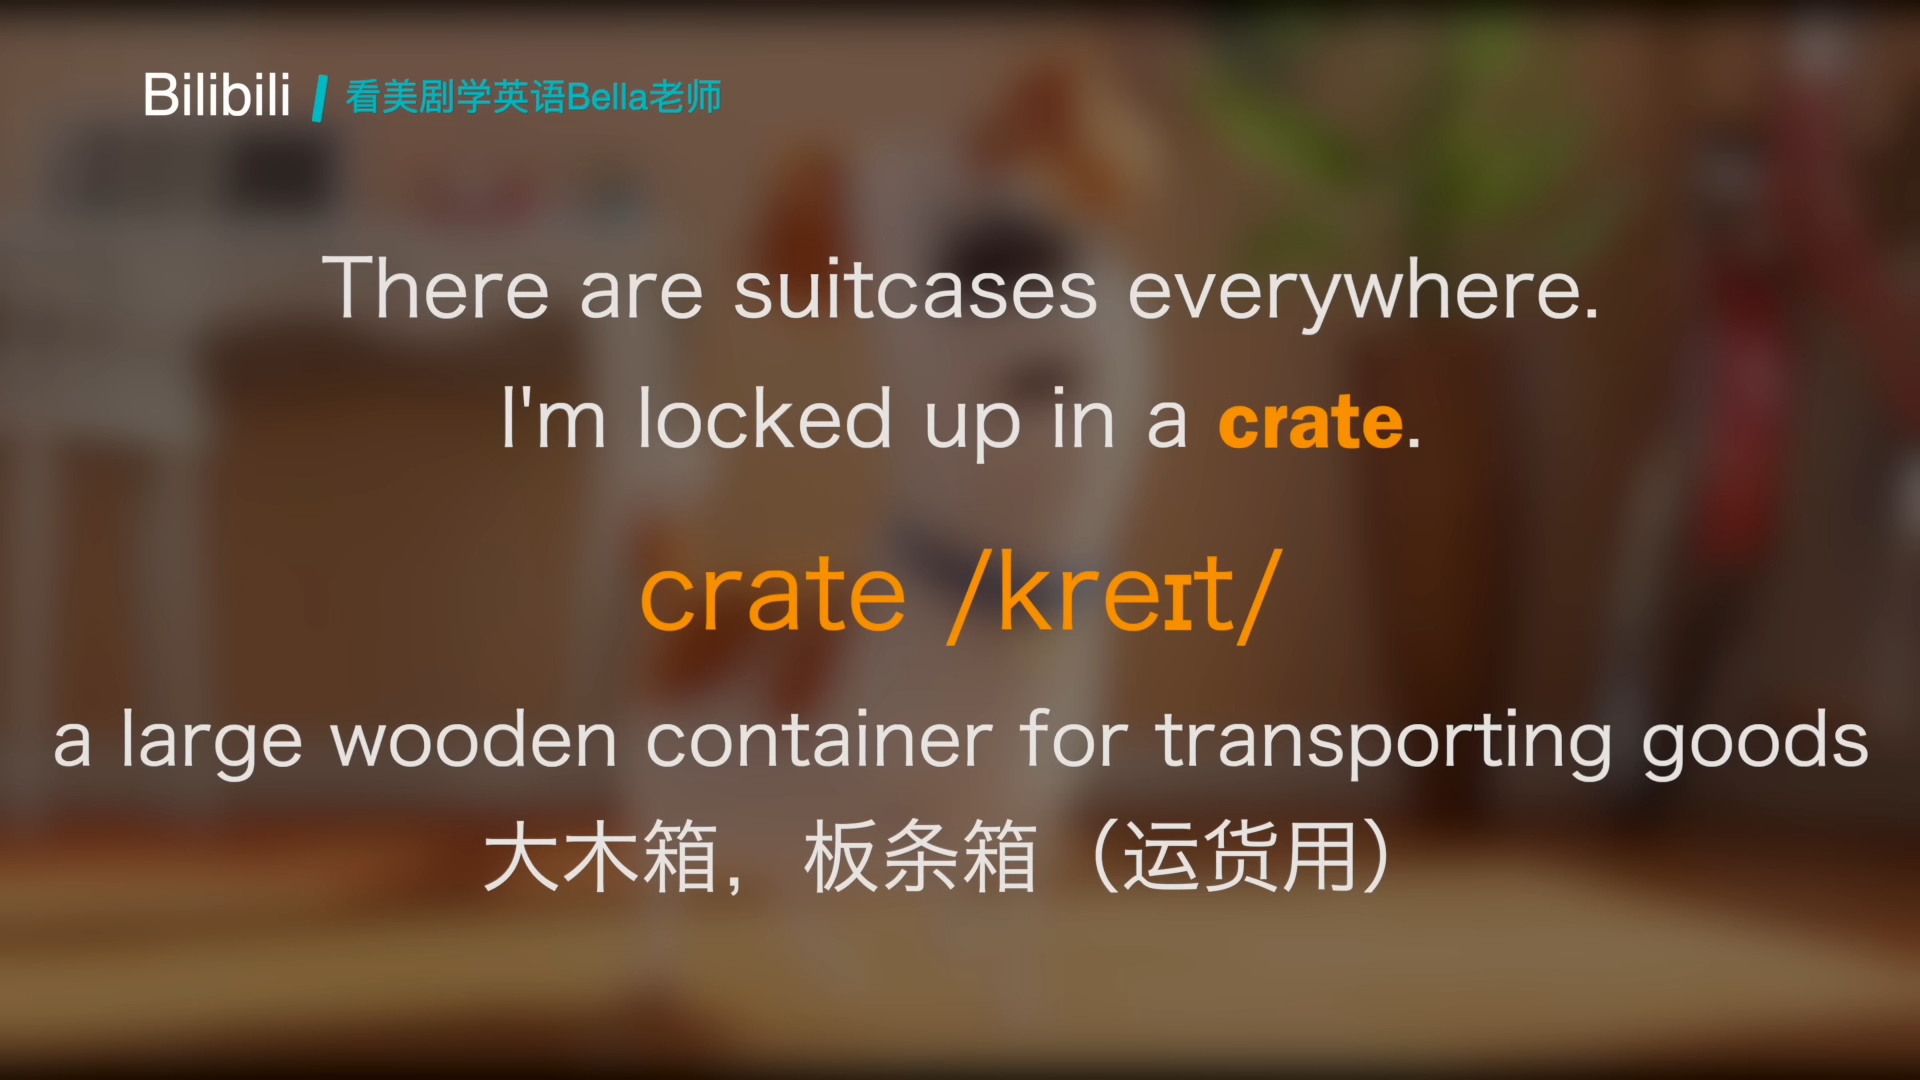 Bilibili / 看美剧学英语Bella老师
There are suitcases everywhere.
I'm locked up in a crate.
crate /kreɪt/
a large wooden container for transporting goods
大木箱，板条箱（运货用）